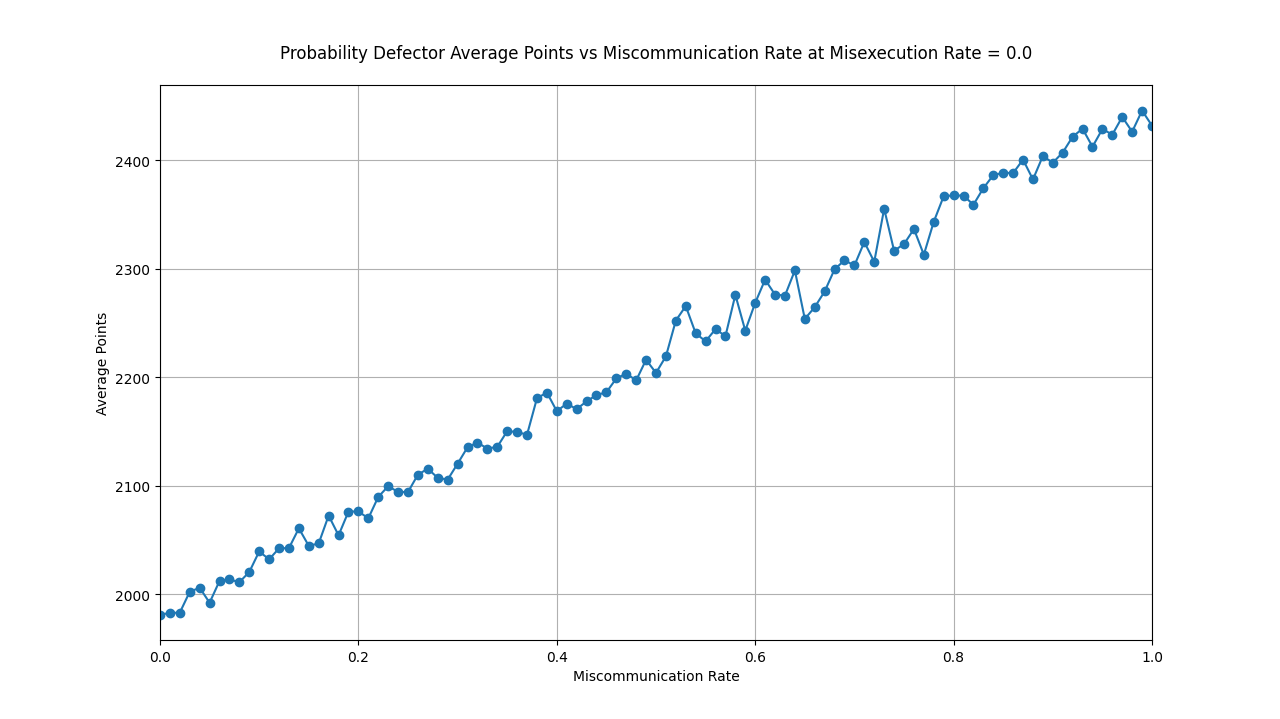 Probability Defector Average Points vs Miscommunication Rate at Misexecution Rate = 0.0
Average Points
2400
2300
2200
2100
2000
0.0 0.2 0.4 0.6 0.8 1.0
Miscommunication Rate